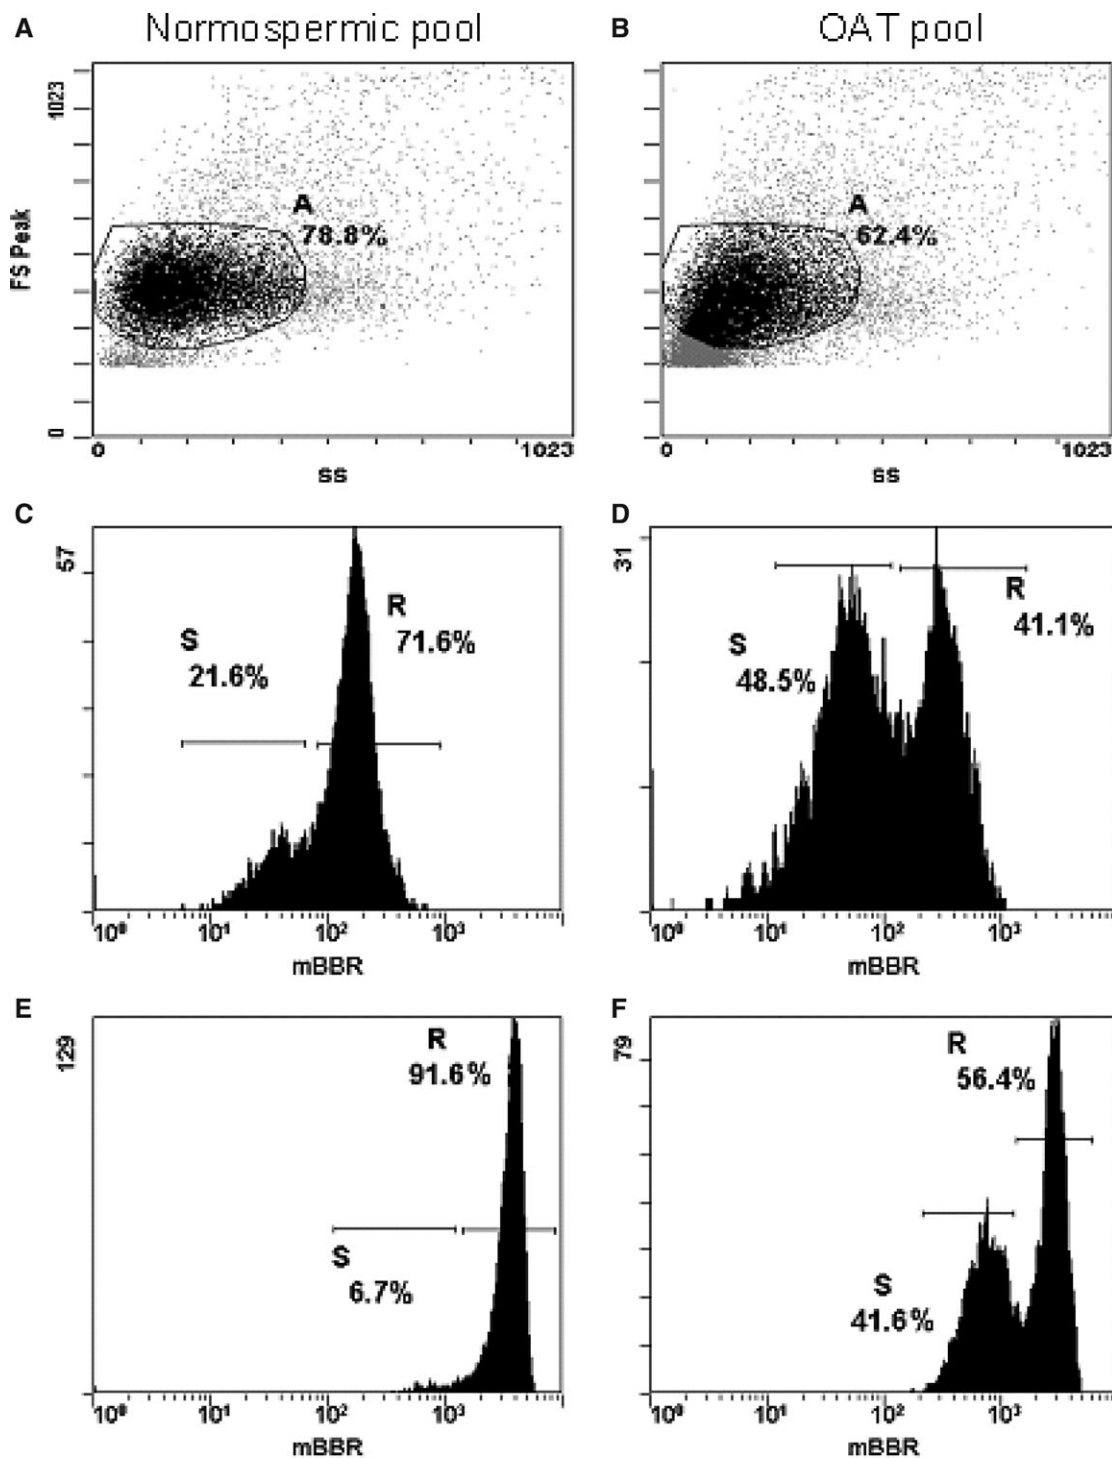 A Normospermic pool
B OAT pool
1023
FS Peak
0
A
78.8%
0 1023
SS
A
62.4%
0 1023
SS
C
57
S
21.6%
R
71.6%
10⁰ 10¹ 10² 10³
mBBR
D
31
S
48.5%
R
41.1%
10⁰ 10¹ 10² 10³
mBBR
E
129
R
91.6%
S
6.7%
10⁰ 10¹ 10² 10³
mBBR
F
79
R
56.4%
S
41.6%
10⁰ 10¹ 10² 10³
mBBR